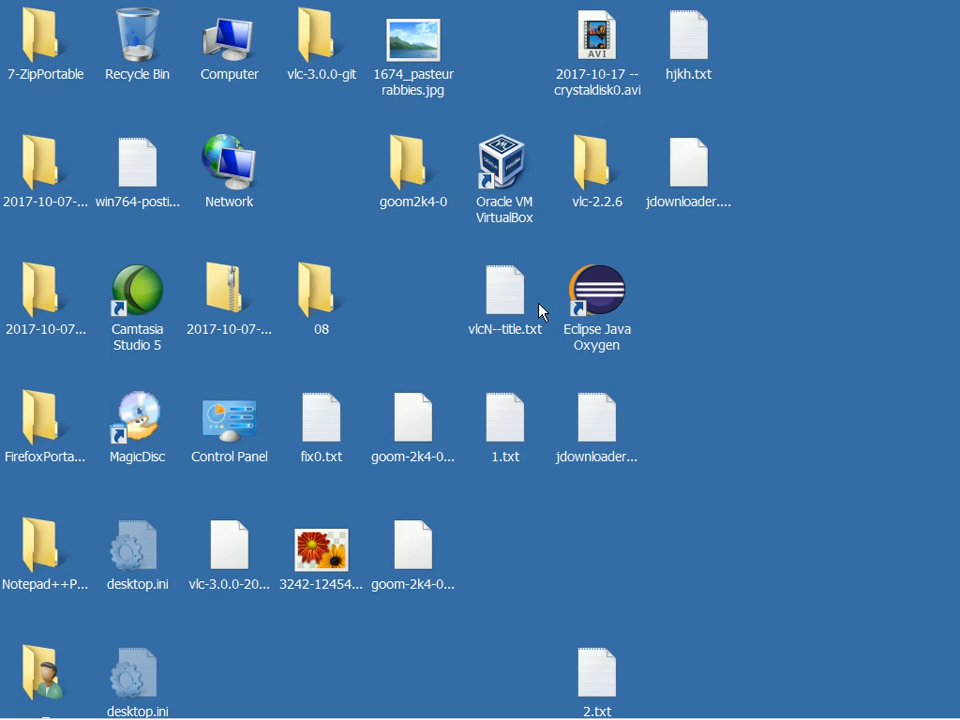 7-ZipPortable
Recycle Bin
Computer
vlc-3.0.0-git
1674_pasteur
rabbies.jpg
AVI
2017-10-17 --
crystaldisk0.avi
hjkh.txt
2017-10-07-...
win764-posti...
Network
goom2k4-0
Oracle VM
VirtualBox
vlc-2.2.6
jdownloader....
2017-10-07...
Camtasia
Studio 5
2017-10-07-...
08
vlcN--title.txt
Eclipse Java
Oxygen
FirefoxPorta...
MagicDisc
Control Panel
fix0.txt
goom-2k4-0...
1.txt
jdownloader...
Notepad++P...
desktop.ini
vlc-3.0.0-20...
3242-12454...
goom-2k4-0...
desktop.ini
2.txt